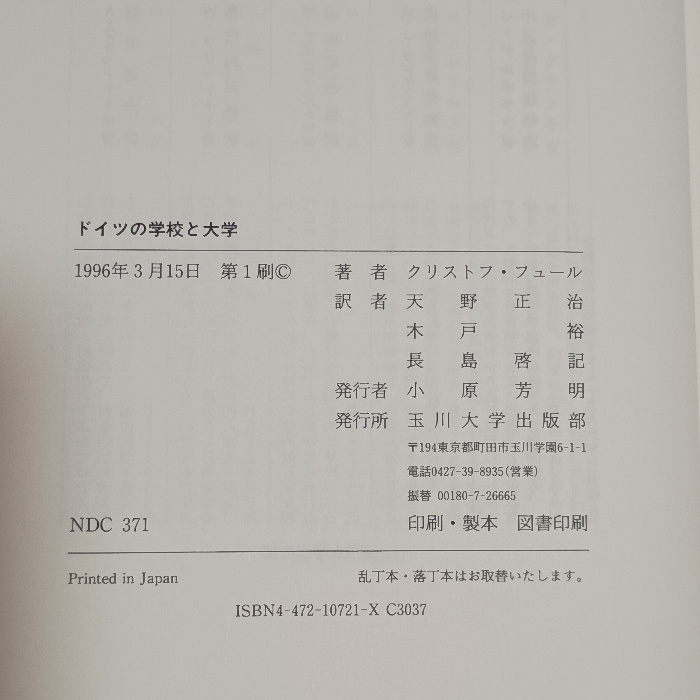 ドイツの学校と大学
1996年3月15日 第1刷© 著者 クリストフ・フュール
訳者 天野正治
木戸裕
長島啓記
発行者 小原芳明
発行所 玉川大学出版部
〒194東京都町田市玉川学園6-1-1
電話0427-39-8935(営業)
振替 00180-7-26665
NDC 371 印刷・製本 図書印刷
Printed in Japan 乱丁本・落丁本はお取替いたします。
ISBN4-472-10721-X C3037